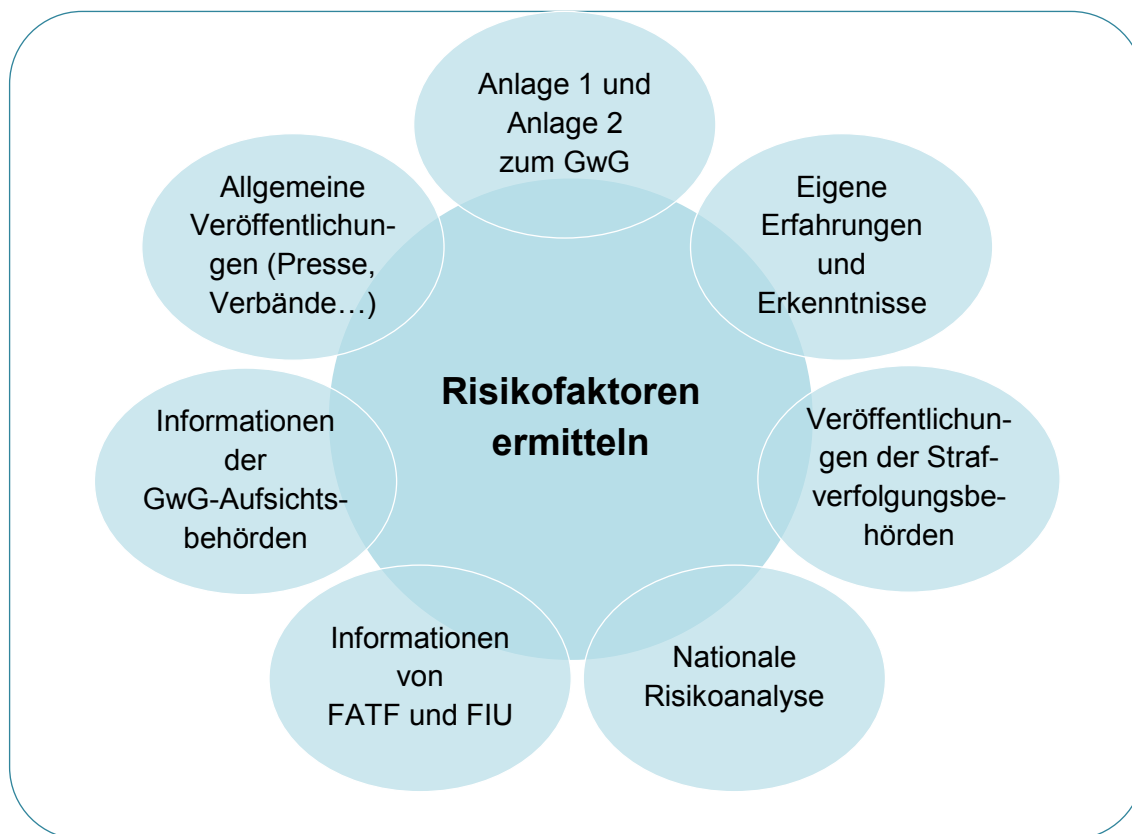 Anlage 1 und
Anlage 2
zum GwG
Eigene
Erfahrungen
und
Erkenntnisse
Veröffentlichun-
gen der Straf-
verfolgungsbe-
hörden
Nationale
Risikoanalyse
Informationen
von
FATF und FIU
Informationen
der
GwG-Aufsichts-
behörden
Allgemeine
Veröffentlichun-
gen (Presse,
Verbände…)
Risikofaktoren
ermitteln